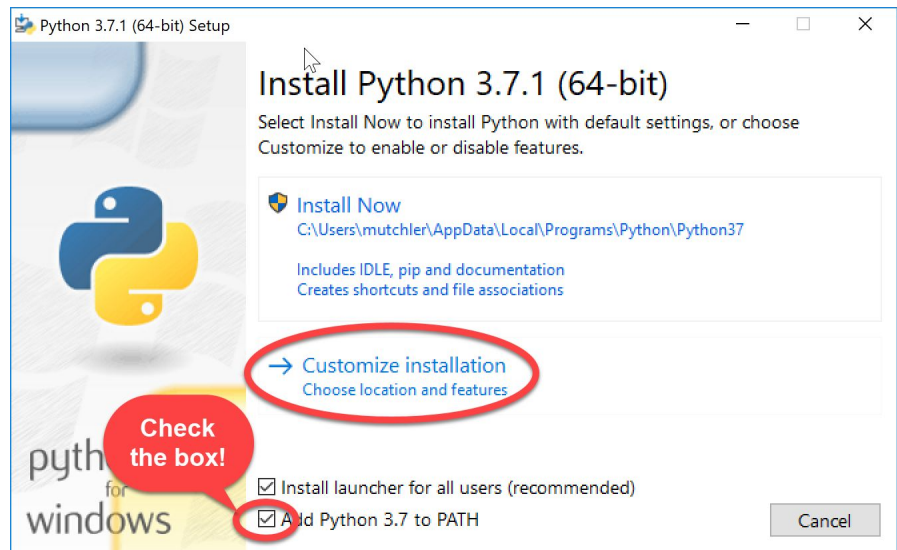 Python 3.7.1 (64-bit) Setup
Install Python 3.7.1 (64-bit)
Select Install Now to install Python with default settings, or choose
Customize to enable or disable features.
Install Now
C:\Users\mutchler\AppData\Local\Programs\Python\Python37
Includes IDLE, pip and documentation
Creates shortcuts and file associations
Customize installation
Choose location and features
Check
the box!
for
windows
Install launcher for all users (recommended)
Add Python 3.7 to PATH
Cancel